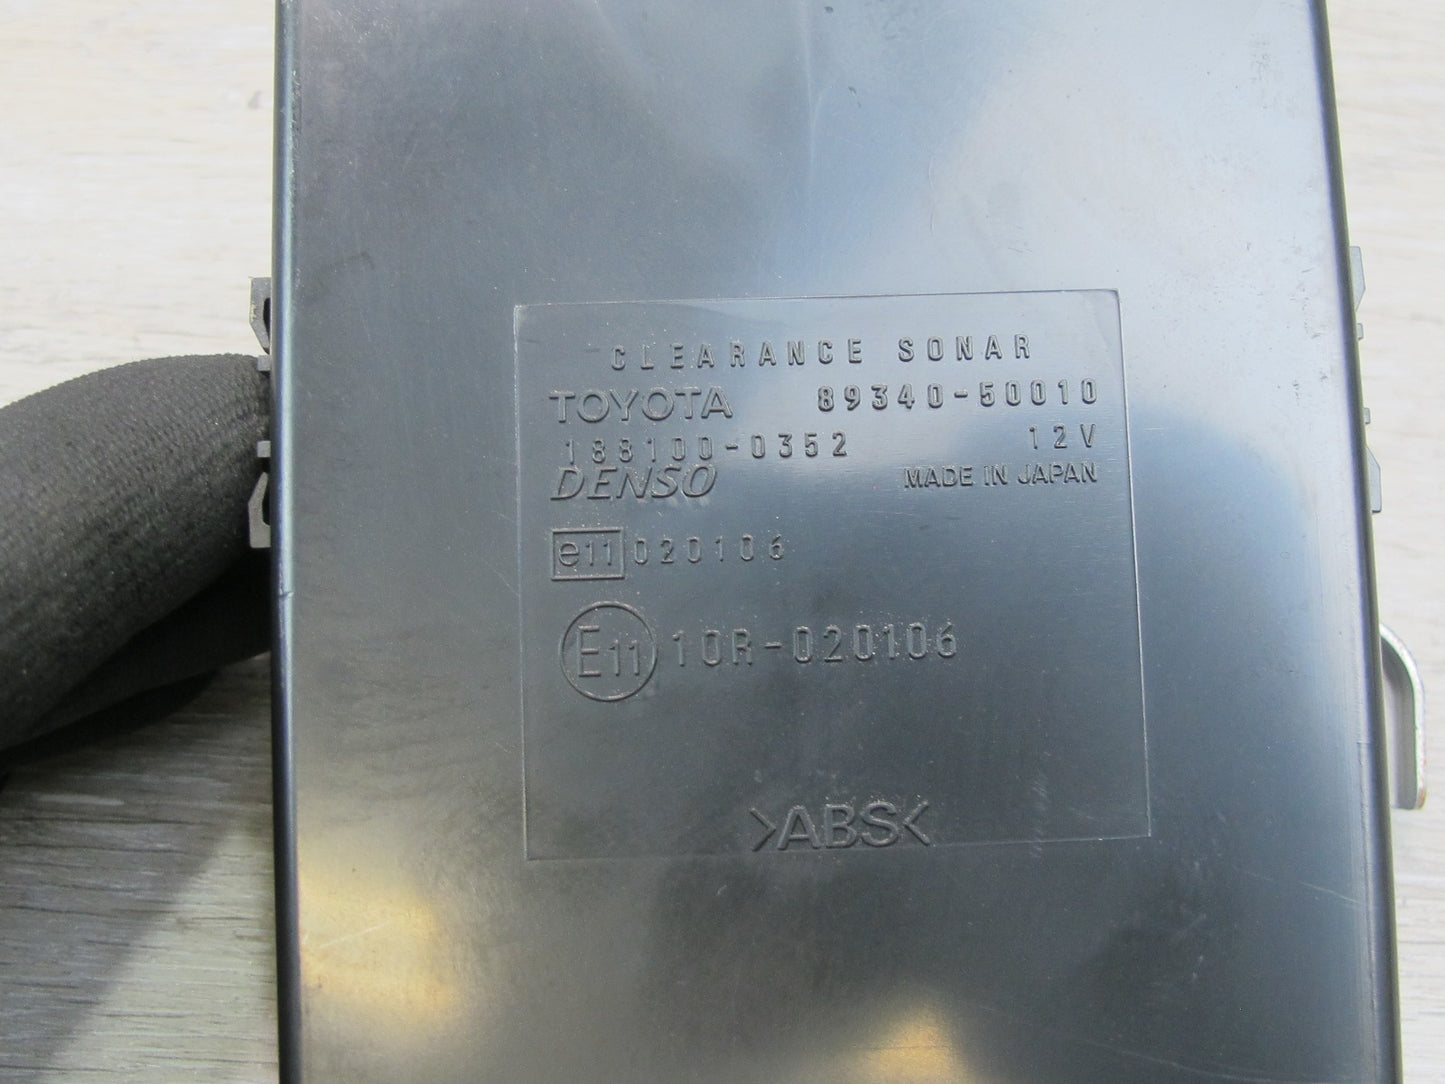 CLEARANCE SONAR
TOYOTA 89340-50010
188100-0352 12V
DENSO MADE IN JAPAN
e11 020106
E11 10R-020106
>ABS<